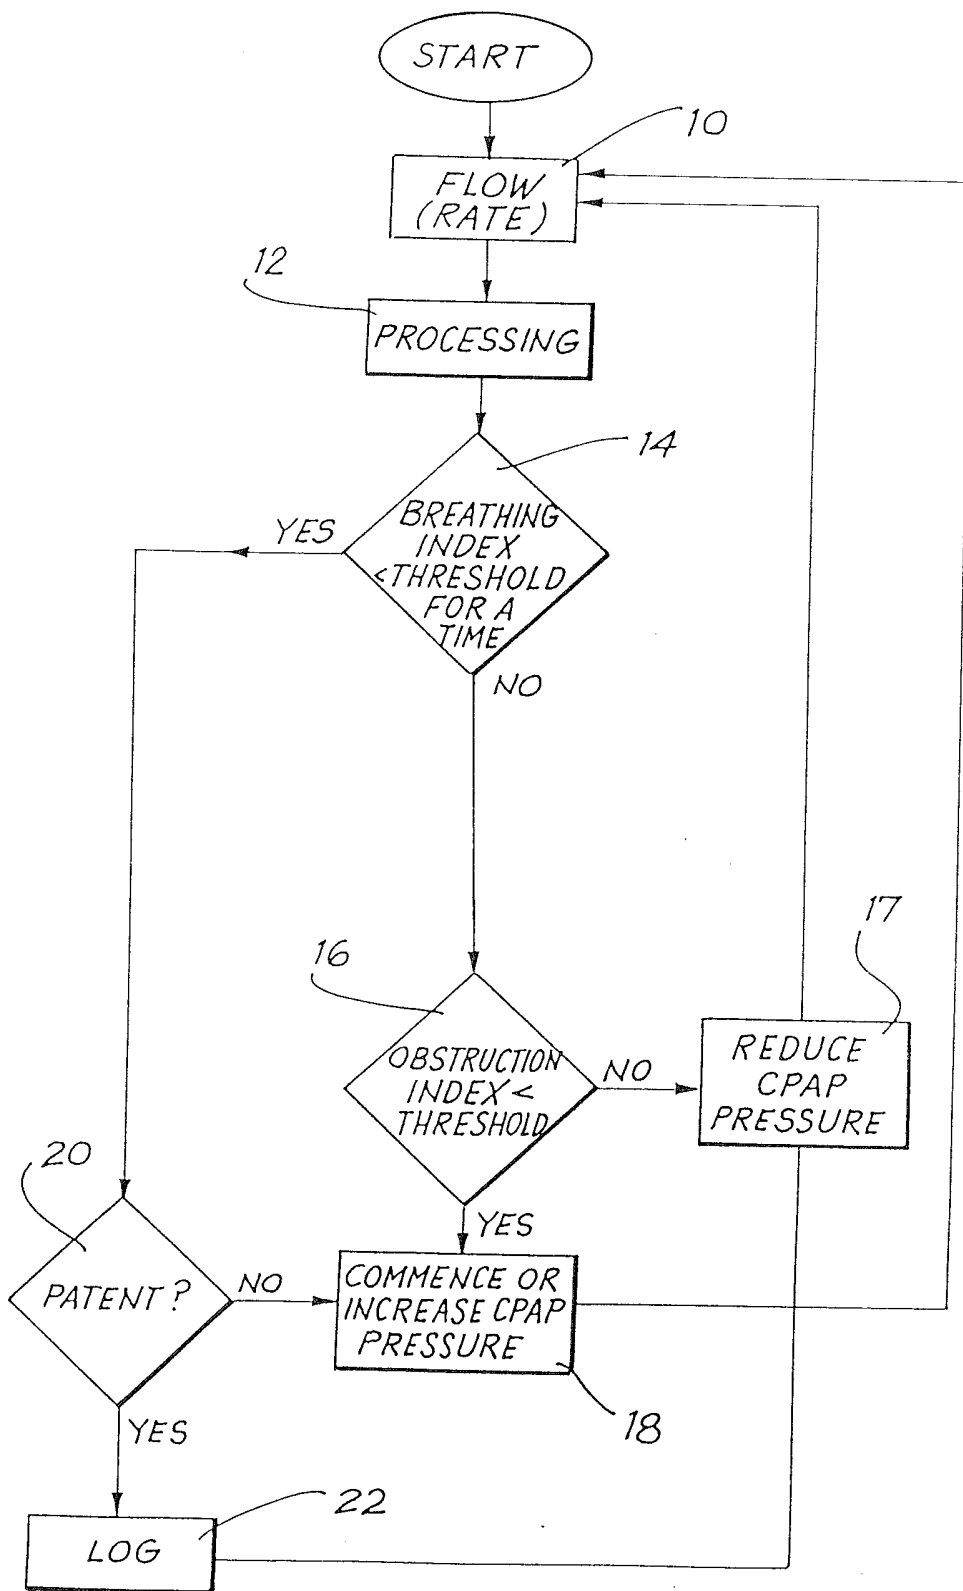 START
10
FLOW
(RATE)
12
PROCESSING
14
BREATHING
INDEX
<THRESHOLD
FOR A
TIME
YES
NO
16
OBSTRUCTION
INDEX <
THRESHOLD
NO
17
REDUCE
CPAP
PRESSURE
YES
20
PATENT?
NO
COMMENCE OR
INCREASE CPAP
PRESSURE
18
YES
22
LOG